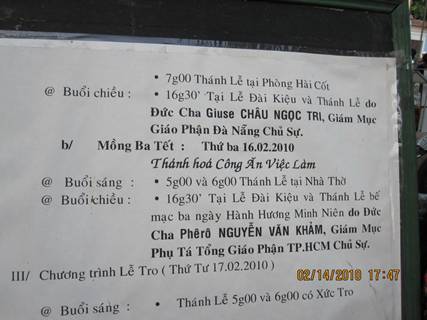 • 7g00 Thánh Lễ tại Phòng Hài Cốt
@ Buổi chiều : • 16g30' Tại Lễ Đài Kiệu và Thánh Lễ do
Đức Cha Giuse CHÂU NGỌC TRI, Giám Mục
Giáo Phận Đà Nẵng Chủ Sự.
b/ Mồng Ba Tết : Thứ ba 16.02.2010 )
Thánh hoá Công Ăn Việc Làm
@ Buổi sáng : • 5g00 và 6g00 Thánh Lễ tại Nhà Thờ
@ Buổi chiều : • 16g30' Tại Lễ Đài Kiệu và Thánh Lễ bế
mạc ba ngày Hành Hương Minh Niên do Đức
Cha Phêrô NGUYỄN VĂN KHẢM, Giám Mục
Phụ Tá Tổng Giáo Phận TP.HCM Chủ Sự.
III/ Chương trình Lễ Tro ( Thứ Tư 17.02.2010 )
@ Buổi sáng : • Thánh Lễ 5g00 và 6g00 có Xức Tro
02/14/2010 17:47